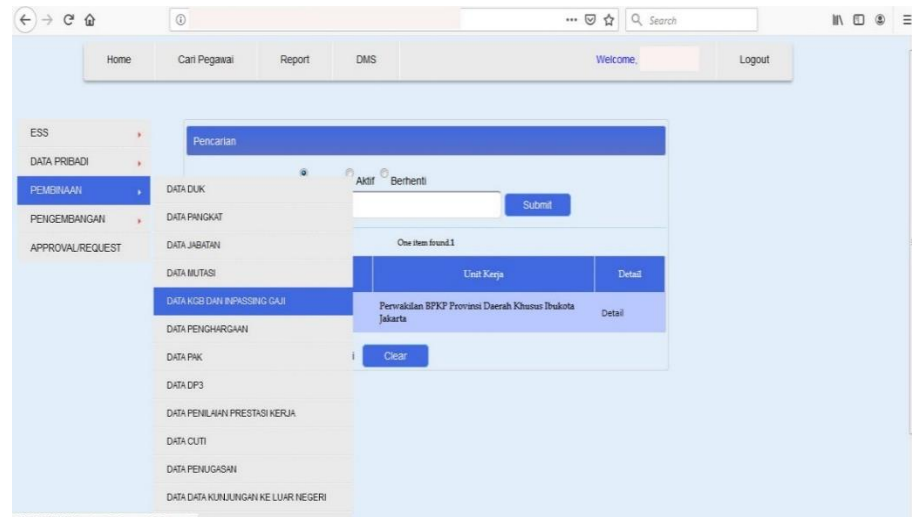 Search
Home Cari Pegawai Report DMS Welcome, Logout
ESS
DATA PRIBADI
PEMBINAAN
PENGEMBANGAN
APPROVAL/REQUEST
Pencarian
Aktif Berhenti
Submit
One item found.1
Unit Kerja Detail
Perwakilan BPKP Provinsi Daerah Khusus Ibukota
Jakarta
Detail
Clear
DATA DUK
DATA PANGKAT
DATA JABATAN
DATA MUTASI
DATA KGB DAN INPASSING GAJI
DATA PENGHARGAAN
DATA PAK
DATA DP3
DATA PENILAIAN PRESTASI KERJA
DATA CUTI
DATA PENUGASAN
DATA DATA KUNJUNGAN KE LUAR NEGERI